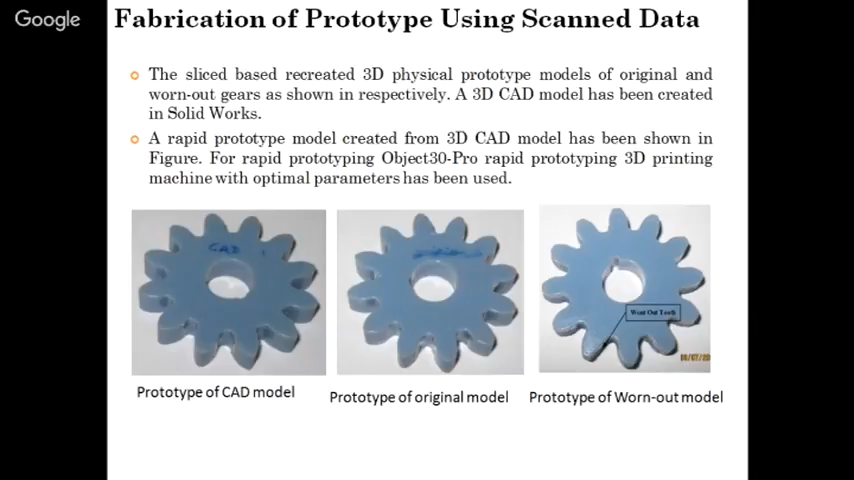 Google
Fabrication of Prototype Using Scanned Data
The sliced based recreated 3D physical prototype models of original and
worn-out gears as shown in respectively. A 3D CAD model has been created
in Solid Works.
A rapid prototype model created from 3D CAD model has been shown in
Figure. For rapid prototyping Object30-Pro rapid prototyping 3D printing
machine with optimal parameters has been used.
CAD
Worn Out Teeth
Prototype of CAD model
Prototype of original model
Prototype of Worn-out model